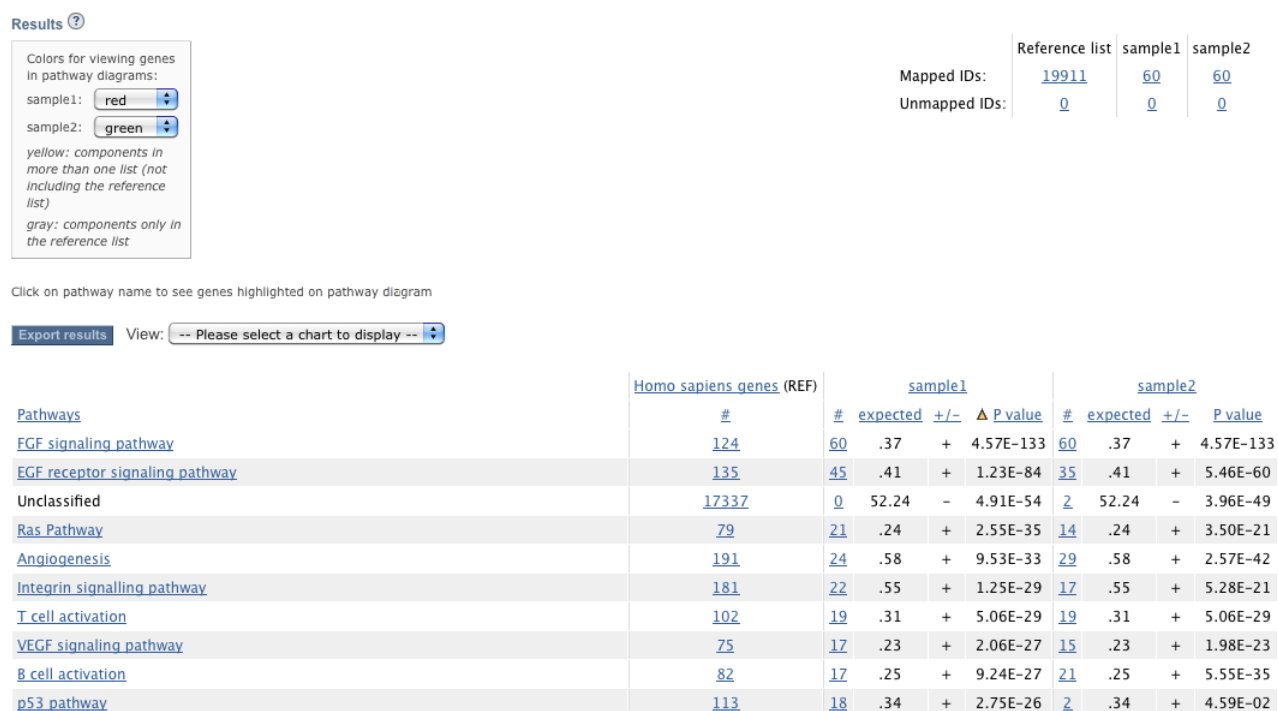 Results ?
Colors for viewing genes
in pathway diagrams:
sample1: red
sample2: green
yellow: components in
more than one list (not
including the reference
list)
gray: components only in
the reference list
Reference list sample1 sample2
Mapped IDs: 19911 60 60
Unmapped IDs: 0 0 0
Click on pathway name to see genes highlighted on pathway diagram
Export results View: -- Please select a chart to display --
Homo sapiens genes (REF) sample1 sample2
Pathways # # expected +/- P value # expected +/- P value
FGF signaling pathway 124 60 .37 + 4.57E-133 60 .37 + 4.57E-133
EGF receptor signaling pathway 135 45 .41 + 1.23E-84 35 .41 + 5.46E-60
Unclassified 17337 0 52.24 - 4.91E-54 2 52.24 - 3.96E-49
Ras Pathway 79 21 .24 + 2.55E-35 14 .24 + 3.50E-21
Angiogenesis 191 24 .58 + 9.53E-33 29 .58 + 2.57E-42
Integrin signalling pathway 181 22 .55 + 1.25E-29 17 .55 + 5.28E-21
T cell activation 102 19 .31 + 5.06E-29 19 .31 + 5.06E-29
VEGF signaling pathway 75 17 .23 + 2.06E-27 15 .23 + 1.98E-23
B cell activation 82 17 .25 + 9.24E-27 21 .25 + 5.55E-35
p53 pathway 113 18 .34 + 2.75E-26 2 .34 + 4.59E-02